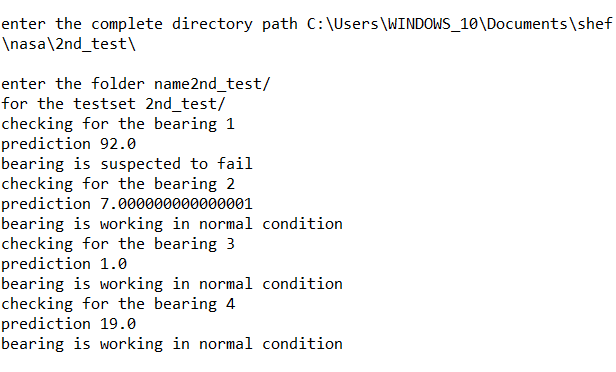 enter the complete directory path C:\Users\WINDOWS_10\Documents\shef
\nasa\2nd_test\
enter the folder name2nd_test/
for the testset 2nd_test/
checking for the bearing 1
prediction 92.0
bearing is suspected to fail
checking for the bearing 2
prediction 7.000000000000001
bearing is working in normal condition
checking for the bearing 3
prediction 1.0
bearing is working in normal condition
checking for the bearing 4
prediction 19.0
bearing is working in normal condition